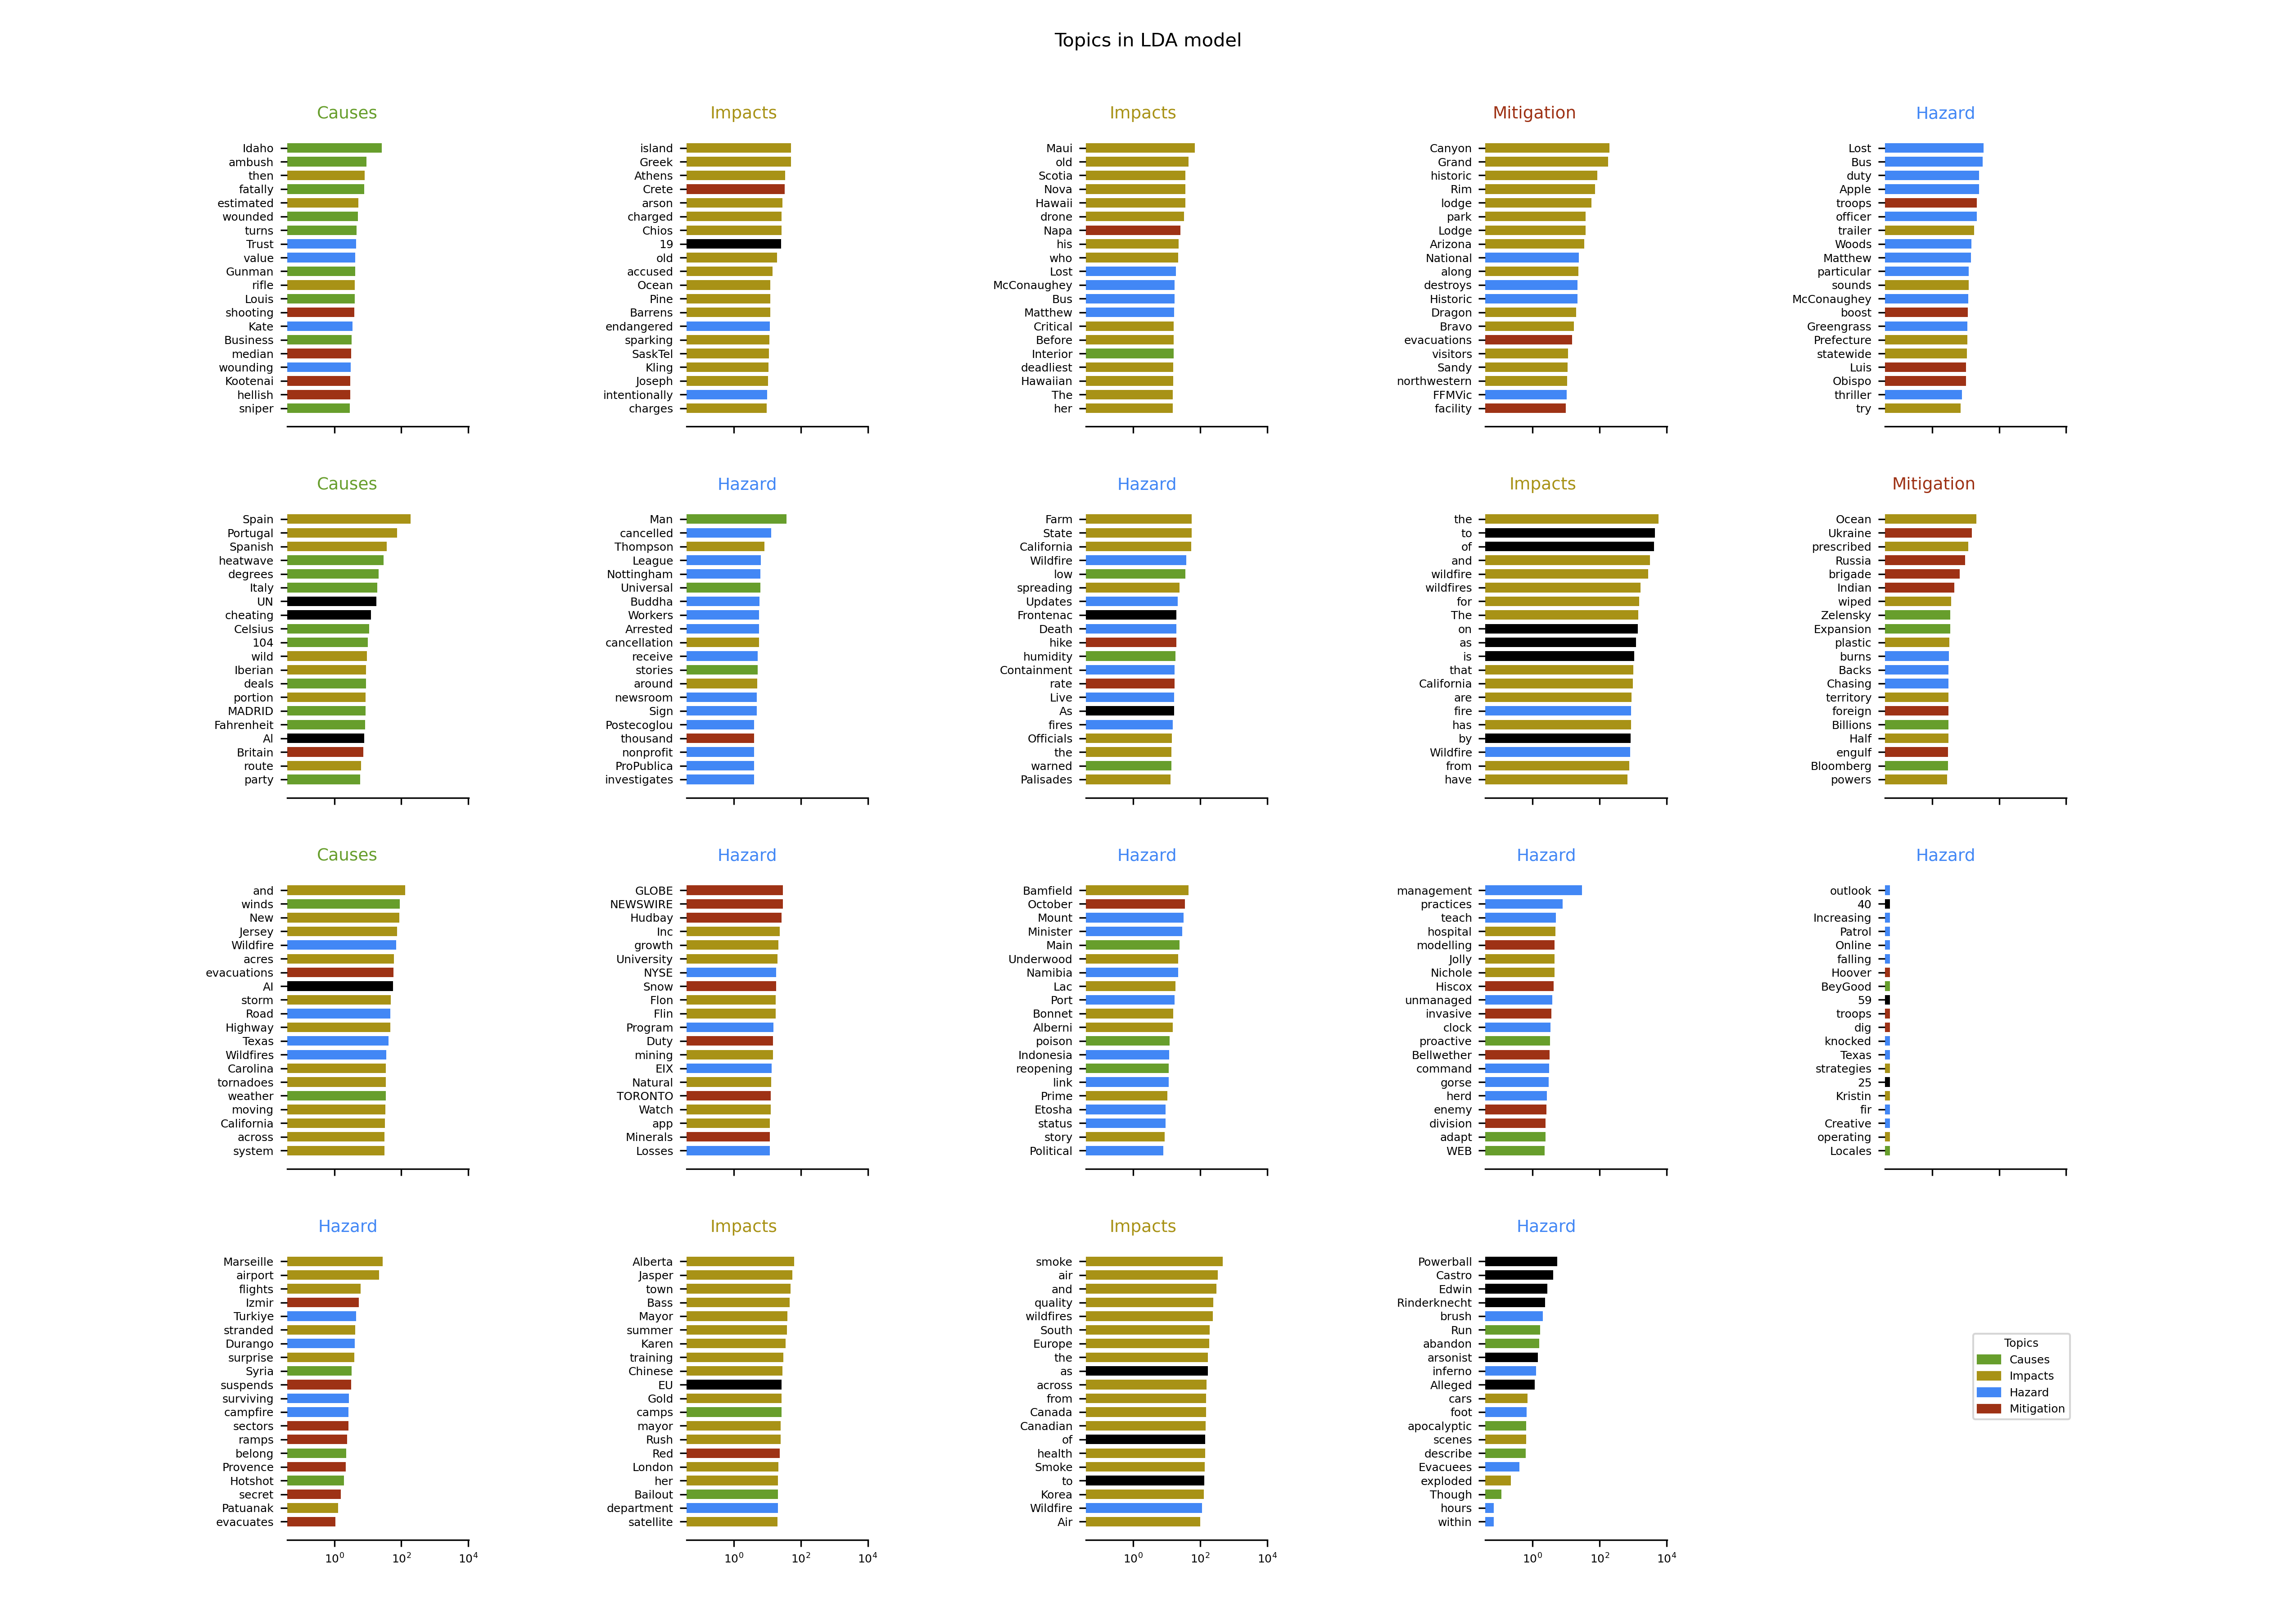 Topics in LDA model
Causes
Idaho
ambush
then
fatally
estimated
wounded
turns
Trust
value
Gunman
rifle
Louis
shooting
Kate
Business
median
wounding
Kootenai
hellish
sniper
Impacts
island
Greek
Athens
Crete
arson
charged
Chios
19
old
accused
Ocean
Pine
Barrens
endangered
sparking
SaskTel
Kling
Joseph
intentionally
charges
Impacts
Maui
old
Scotia
Nova
Hawaii
drone
Napa
his
who
Lost
McConaughey
Bus
Matthew
Critical
Before
Interior
deadliest
Hawaiian
The
her
Mitigation
Canyon
Grand
historic
Rim
lodge
park
Lodge
Arizona
National
along
destroys
Historic
Dragon
Bravo
evacuations
visitors
Sandy
northwestern
FFMVic
facility
Hazard
Lost
Bus
duty
Apple
troops
officer
trailer
Woods
Matthew
particular
sounds
McConaughey
boost
Greengrass
Prefecture
statewide
Luis
Obispo
thriller
try
Causes
Spain
Portugal
Spanish
heatwave
degrees
Italy
UN
cheating
Celsius
104
wild
Iberian
deals
portion
MADRID
Fahrenheit
AI
Britain
route
party
Hazard
Man
cancelled
Thompson
League
Nottingham
Universal
Buddha
Workers
Arrested
cancellation
receive
stories
around
newsroom
Sign
Postecoglou
thousand
nonprofit
ProPublica
investigates
Hazard
Farm
State
California
Wildfire
low
spreading
Updates
Frontenac
Death
hike
humidity
Containment
rate
Live
As
fires
Officials
the
warned
Palisades
Impacts
the
to
of
and
wildfire
wildfires
for
The
on
as
is
that
California
are
fire
has
by
Wildfire
from
have
Mitigation
Ocean
Ukraine
prescribed
Russia
brigade
Indian
wiped
Zelensky
Expansion
plastic
burns
Backs
Chasing
territory
foreign
Billions
Half
engulf
Bloomberg
powers
Causes
and
winds
New
Jersey
Wildfire
acres
evacuations
AI
storm
Road
Highway
Texas
Wildfires
Carolina
tornadoes
weather
moving
California
across
system
Hazard
GLOBE
NEWSWIRE
Hudbay
Inc
growth
University
NYSE
Snow
Flon
Flin
Program
Duty
mining
EIX
Natural
TORONTO
Watch
app
Minerals
Losses
Hazard
Bamfield
October
Mount
Minister
Main
Underwood
Namibia
Lac
Port
Bonnet
Alberni
poison
Indonesia
reopening
link
Prime
Etosha
status
story
Political
Hazard
management
practices
teach
hospital
modelling
Jolly
Nichole
Hiscox
unmanaged
invasive
clock
proactive
Bellwether
command
gorse
herd
enemy
division
adapt
WEB
Hazard
outlook
40
Increasing
Patrol
Online
falling
Hoover
BeyGood
59
troops
dig
knocked
Texas
strategies
25
Kristin
fir
Creative
operating
Locales
Hazard
Marseille
airport
flights
Izmir
Turkiye
stranded
Durango
surprise
Syria
suspends
surviving
campfire
sectors
ramps
belong
Provence
Hotshot
secret
Patuanak
evacuates
10⁰ 10² 10⁴
Impacts
Alberta
Jasper
town
Bass
Mayor
summer
Karen
training
Chinese
EU
Gold
camps
mayor
Rush
Red
London
her
Bailout
department
satellite
10⁰ 10² 10⁴
Impacts
smoke
air
and
quality
wildfires
South
Europe
the
as
across
from
Canada
Canadian
of
health
Smoke
to
Korea
Wildfire
Air
10⁰ 10² 10⁴
Hazard
Powerball
Castro
Edwin
Rinderknecht
brush
Run
abandon
arsonist
inferno
Alleged
cars
foot
apocalyptic
scenes
describe
Evacuees
exploded
Though
hours
within
10⁰ 10² 10⁴
Topics
Causes
Impacts
Hazard
Mitigation